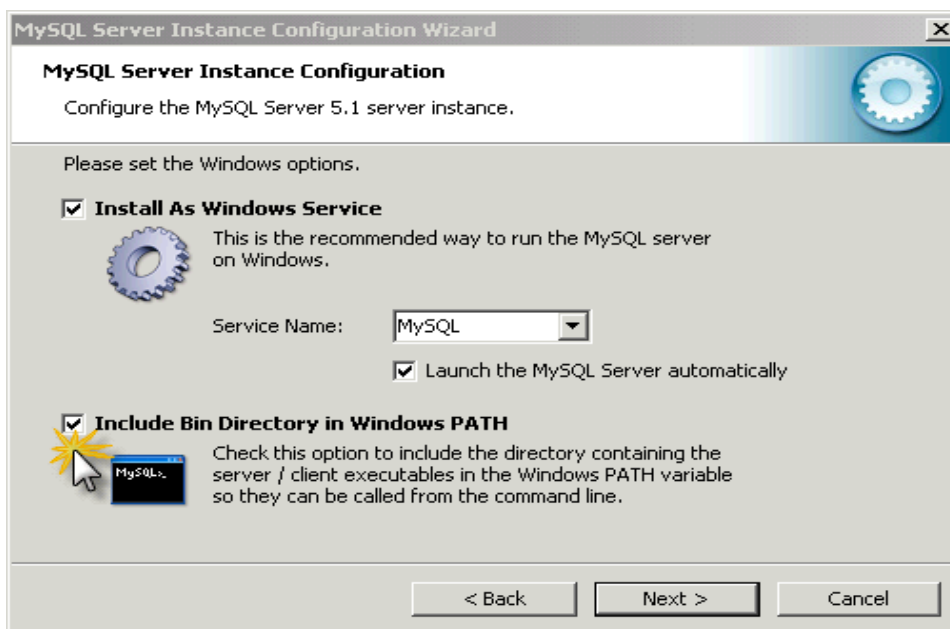 MySQL Server Instance Configuration Wizard
MySQL Server Instance Configuration
Configure the MySQL Server 5.1 server instance.
Please set the Windows options.
Install As Windows Service
This is the recommended way to run the MySQL server
on Windows.
Service Name: MySQL
Launch the MySQL Server automatically
Include Bin Directory in Windows PATH
Check this option to include the directory containing the
server / client executables in the Windows PATH variable
so they can be called from the command line.
MySQL>_
< Back Next > Cancel